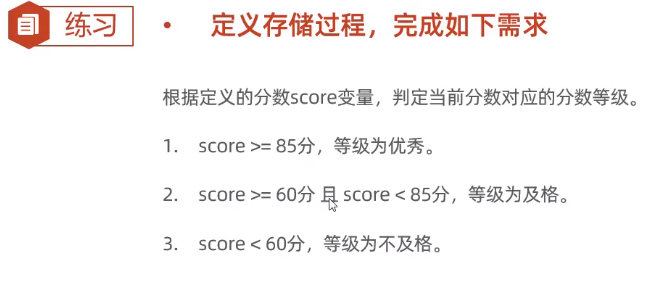 练习 • 定义存储过程，完成如下需求
根据定义的分数score变量，判定当前分数对应的分数等级。
1. score >= 85分，等级为优秀。
2. score >= 60分 且 score < 85分，等级为及格。
3. score < 60分，等级为不及格。